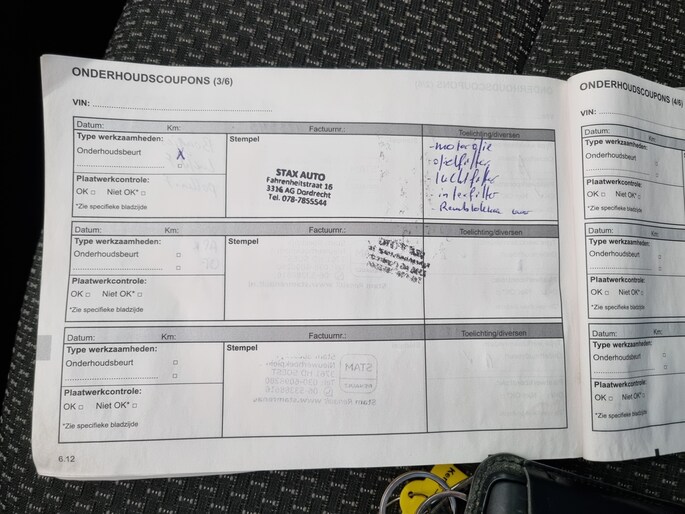 ONDERHOUDSCOUPONS (3/6)
VIN:
Datum: Km: Factuurnr.: Toelichting/diversen
Type werkzaamheden: Stempel
Onderhoudsbeurt X
Plaatwerkcontrole:
OK □ Niet OK* □
*Zie specifieke bladzijde
STAX AUTO
Fahrenheitstraat 16
3316 AG Dordrecht
Tel. 078-7855544
- motorolie
- oliefilter
- luchtfilter
- interfilter
Datum: Km: Factuurnr.: Toelichting/diversen
Type werkzaamheden: Stempel
Onderhoudsbeurt □
Plaatwerkcontrole:
OK □ Niet OK* □
*Zie specifieke bladzijde
Datum: Km: Factuurnr.: Toelichting/diversen
Type werkzaamheden: Stempel
Onderhoudsbeurt □
Plaatwerkcontrole:
OK □ Niet OK* □
*Zie specifieke bladzijde
6.12
ONDERHOUDSCOUPONS (4/6)
VIN:
Datum: Km:
Type werkzaamheden:
Onderhoudsbeurt
Plaatwerkcontrole:
OK □ Niet OK* □
*Zie specifieke bladzijde
Datum: Km:
Type werkzaamheden:
Onderhoudsbeurt
Plaatwerkcontrole:
OK □ Niet OK* □
*Zie specifieke bladzijde
Datum: Km:
Type werkzaamheden:
Onderhoudsbeurt
Plaatwerkcontrole:
OK □ Niet OK* □
*Zie specifieke bladzijde